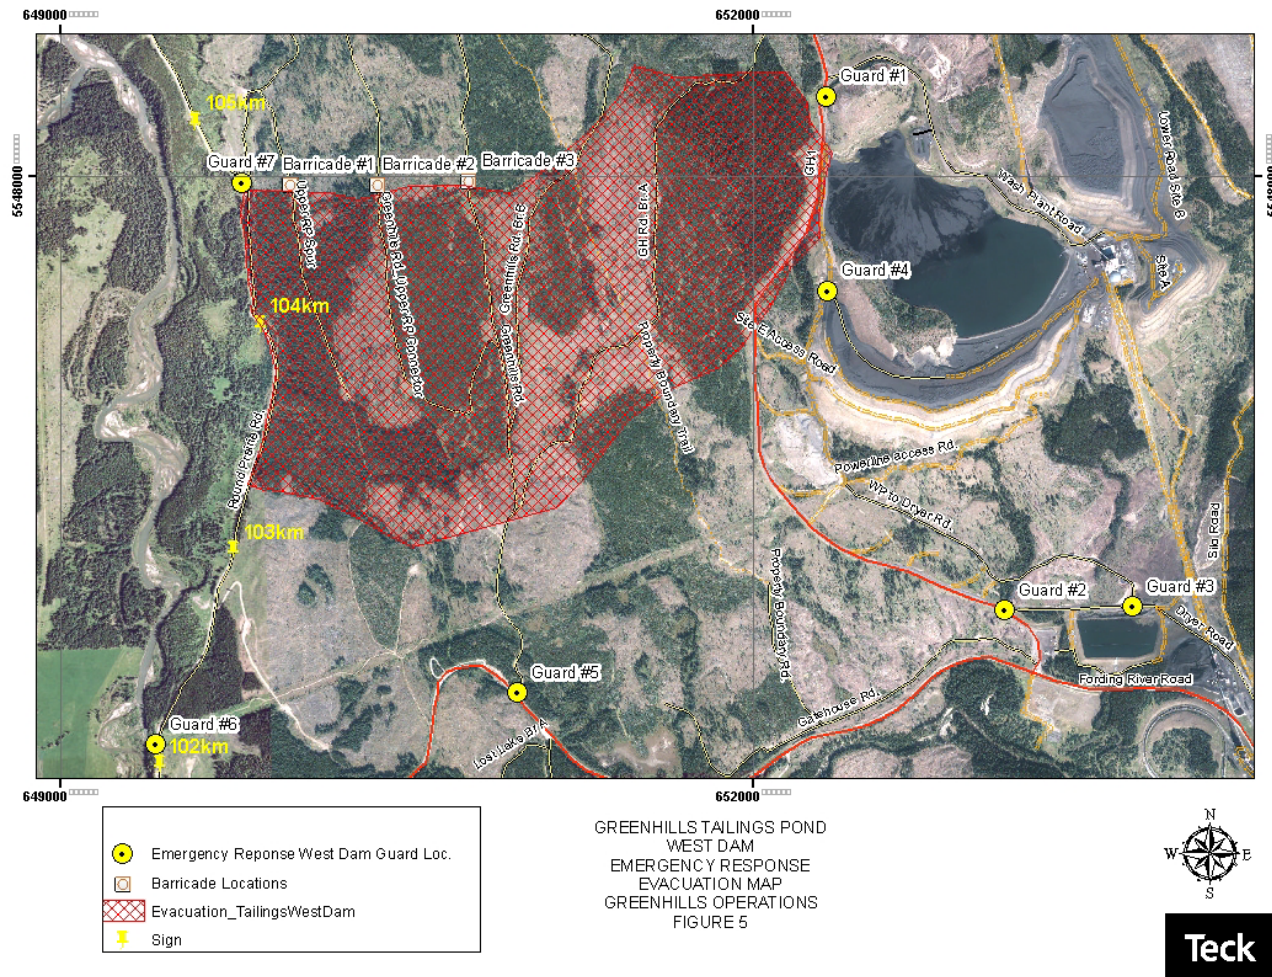 649000
652000
5548000
105km
Guard #1
Guard #7
Barricade #1
Barricade #2
Barricade #3
GH
Wash Plant Road
Lower Road Site B
Site A
Upper RP Spur
Greenhills Rd_Upper RP Connector
Greenhills Rd. Br.B
GH Rd. Br. A
Guard #4
104km
Site E Access Road
Greenhills Rd.
Property Boundary Trail
Round Prairie Rd.
Powerline access Rd.
WP to Dryer Rd.
Silo Road
103km
Property Boundary Rd.
Guard #2
Guard #3
Dryer Road
Guard #5
Fording River Road
Gatehouse Rd.
Lost Lake Br A
Guard #6
102km
649000
652000
Emergency Reponse West Dam Guard Loc.
Barricade Locations
Evacuation_TailingsWestDam
Sign
GREENHILLS TAILINGS POND
WEST DAM
EMERGENCY RESPONSE
EVACUATION MAP
GREENHILLS OPERATIONS
FIGURE 5
N
W
E
S
Teck